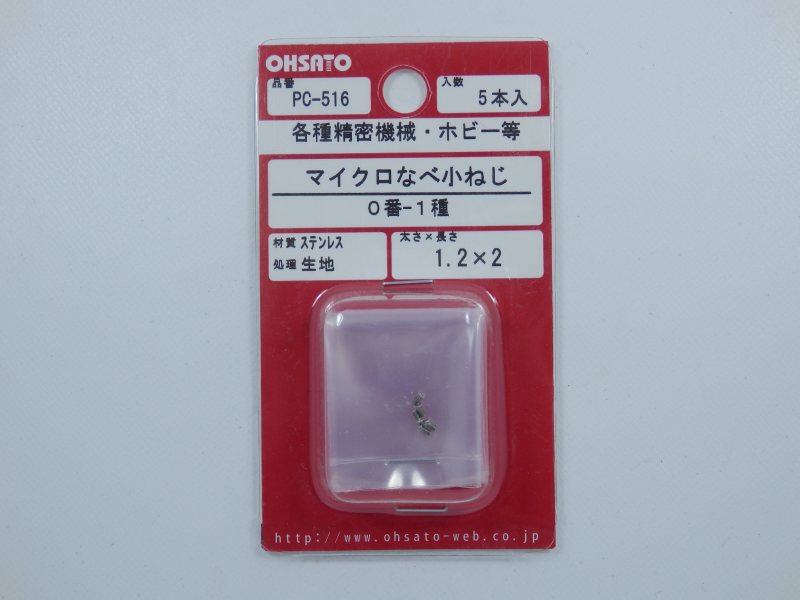 OHSATO
品番
PC-516
入数
5本入
各種精密機械・ホビー等
マイクロなべ小ねじ
0番-1種
材質 ステンレス
処理 生地
太さ×長さ
1.2×2
http://www.ohsato-web.co.jp